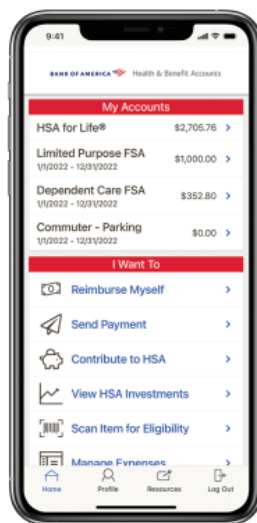 9:41
BANK OF AMERICA Health & Benefit Accounts
My Accounts
HSA for Life® $2,705.76
Limited Purpose FSA
1/1/2022 - 12/31/2022 $1,000.00
Dependent Care FSA
1/1/2022 - 12/31/2022 $352.80
Commuter - Parking
1/1/2022 - 12/31/2022 $0.00
I Want To
Reimburse Myself
Send Payment
Contribute to HSA
View HSA Investments
Scan Item for Eligibility
Manage Expenses
Home Profile Resources Log Out